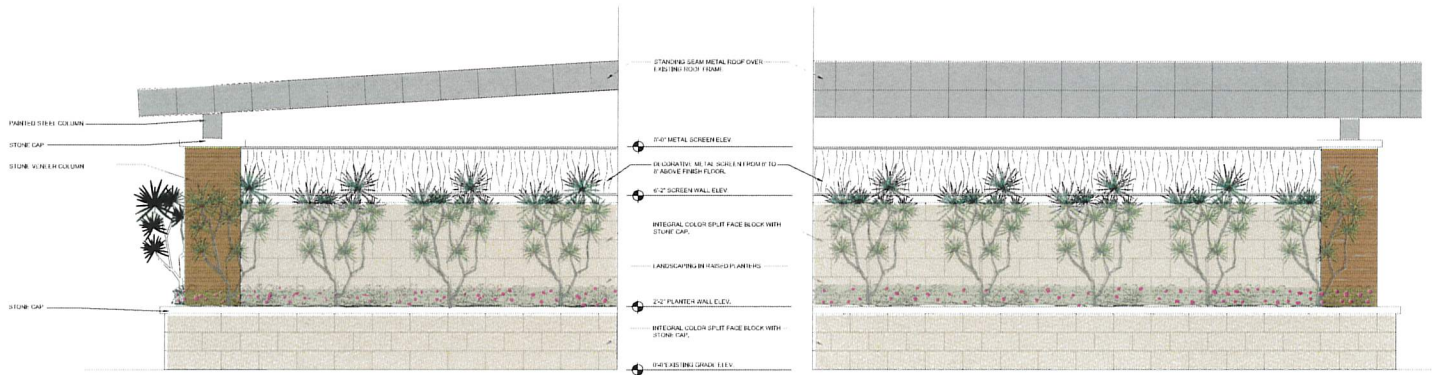 PAINTED STEEL COLUMN
STONE CAP
STONE VENEER COLUMN
STONE CAP
STANDING SEAM METAL ROOF OVER
EXISTING ROOF FRAME
8'-0" METAL SCREEN ELEV
DECORATIVE METAL SCREEN FROM 6' TO
8' ABOVE FINISH FLOOR.
6'-2" SCREEN WALL ELEV
INTEGRAL COLOR SPLIT FACE BLOCK WITH
STONE CAP.
LANDSCAPING IN RAISED PLANTERS
2'-2" PLANTER WALL ELEV.
INTEGRAL COLOR SPLIT FACE BLOCK WITH
STONE CAP.
0'-0" EXISTING GRADE ELEV.